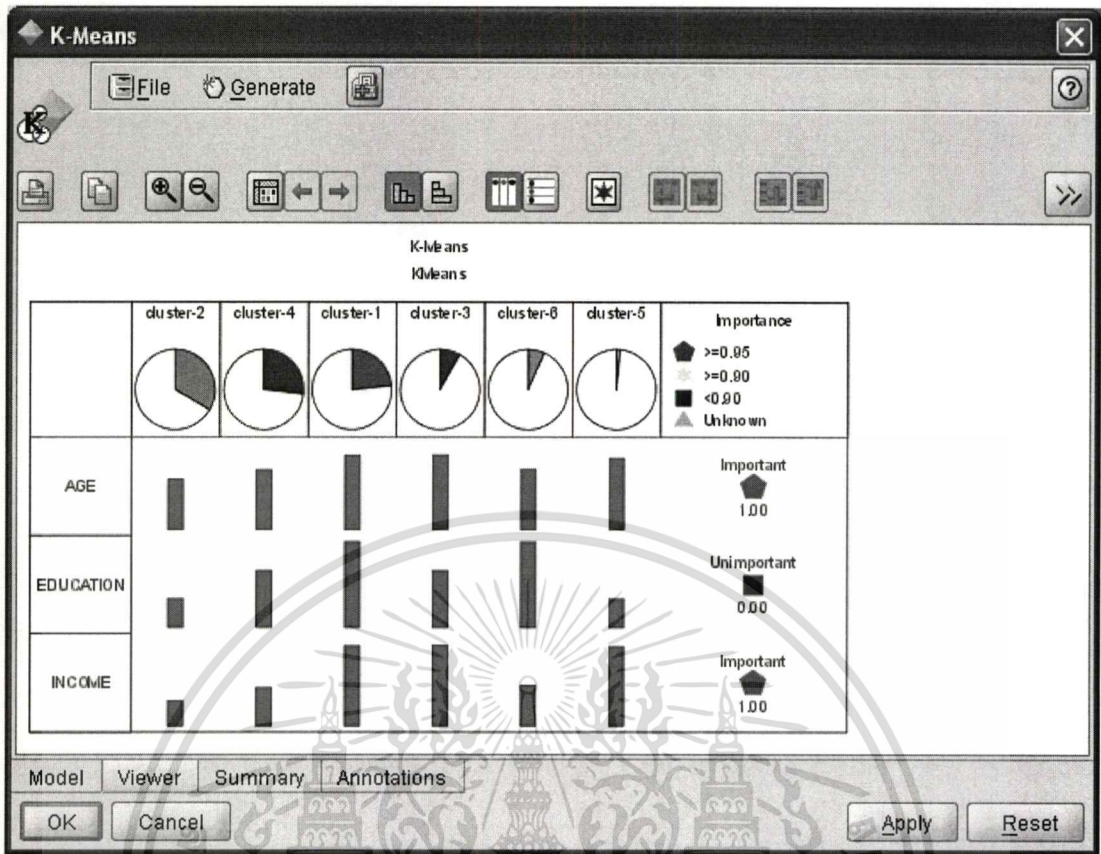 K-Means
File Generate
K-Means
KMeans
cluster-2 cluster-4 cluster-1 cluster-3 cluster-6 cluster-5 Importance
>=0.95
>=0.90
<0.90
Unknown
AGE Important
1.00
EDUCATION Unimportant
0.00
INCOME Important
1.00
Model Viewer Summary Annotations
OK Cancel Apply Reset